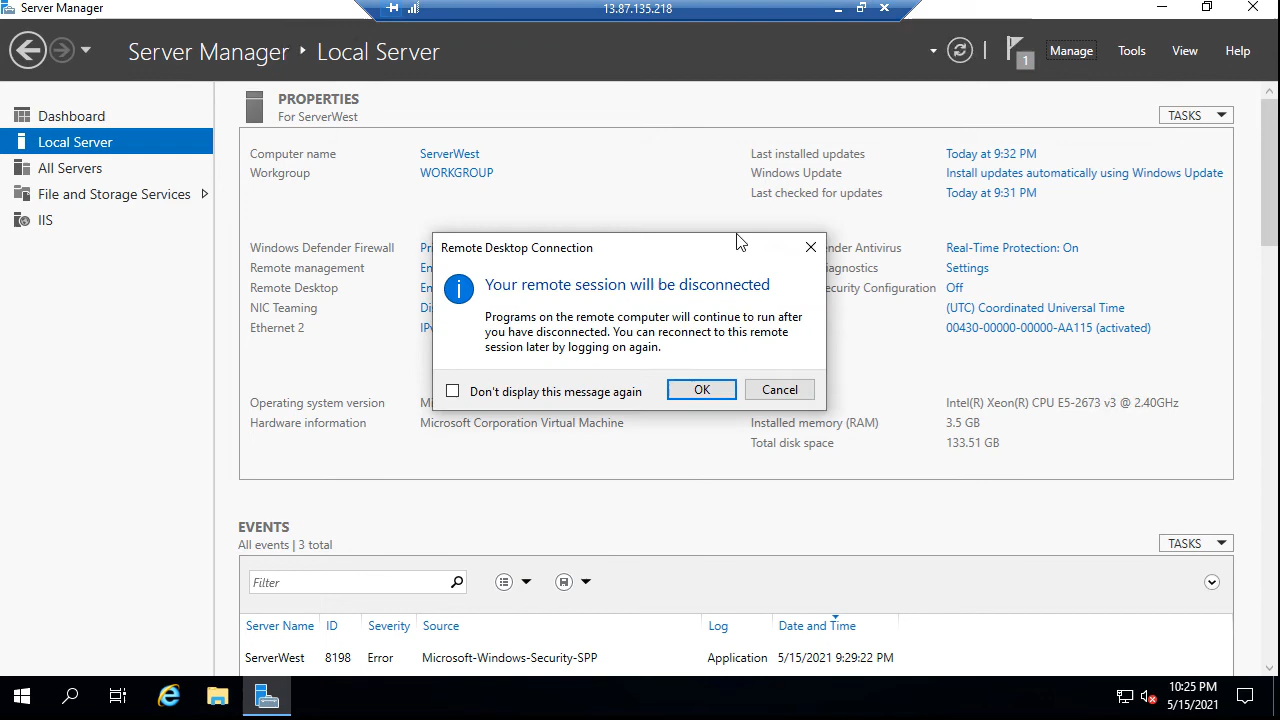 Server Manager
13.87.135.218
Server Manager ‣ Local Server
1
Manage
Tools
View
Help
Dashboard
Local Server
All Servers
File and Storage Services
IIS
PROPERTIES
For ServerWest
TASKS
Computer name ServerWest
Workgroup WORKGROUP
Last installed updates Today at 9:32 PM
Windows Update Install updates automatically using Windows Update
Last checked for updates Today at 9:31 PM
Windows Defender Firewall Pr
Remote management En
Remote Desktop En
NIC Teaming Di
Ethernet 2 IPv
ender Antivirus Real-Time Protection: On
iagnostics Settings
ecurity Configuration Off
(UTC) Coordinated Universal Time
00430-00000-00000-AA115 (activated)
Remote Desktop Connection
Your remote session will be disconnected
Programs on the remote computer will continue to run after
you have disconnected. You can reconnect to this remote
session later by logging on again.
Don't display this message again
OK
Cancel
Operating system version Mi
Hardware information Microsoft Corporation Virtual Machine
Intel(R) Xeon(R) CPU E5-2673 v3 @ 2.40GHz
Installed memory (RAM) 3.5 GB
Total disk space 133.51 GB
EVENTS
All events | 3 total
TASKS
Filter
Server Name ID Severity Source Log Date and Time
ServerWest 8198 Error Microsoft-Windows-Security-SPP Application 5/15/2021 9:29:22 PM
10:25 PM
5/15/2021